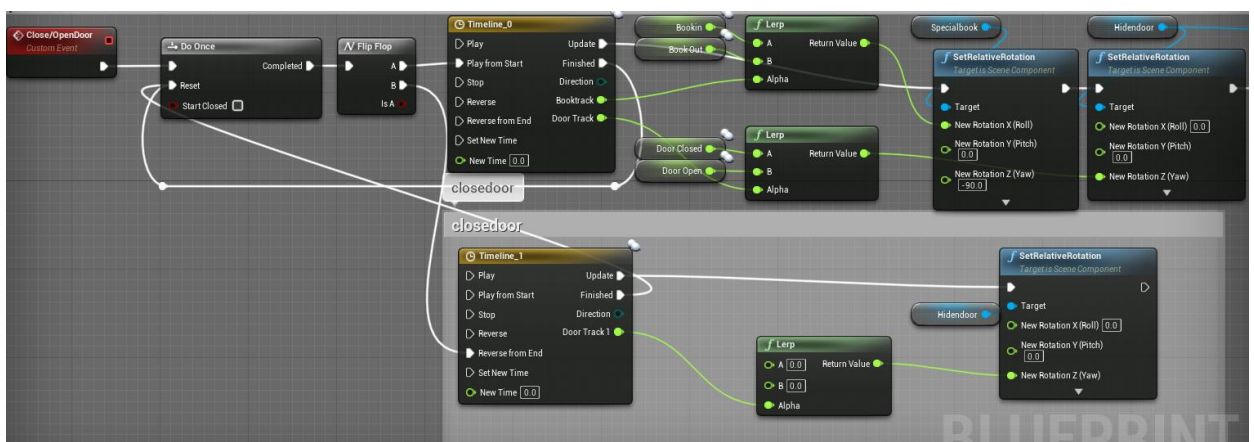 Close/OpenDoor
Custom Event
Do Once
Completed
Reset
Start Closed
Flip Flop
A
B
Is A
Timeline_0
Play
Update
Play from Start
Finished
Stop
Direction
Reverse
Booktrack
Reverse from End
Door Track
Set New Time
New Time 0.0
Bookin
Book Out
Lerp
A
Return Value
B
Alpha
Door Closed
Door Open
Lerp
A
Return Value
B
Alpha
Specialbook
SetRelativeRotation
Target is Scene Component
Target
New Rotation X (Roll)
New Rotation Y (Pitch)
0.0
New Rotation Z (Yaw)
-90.0
Hidendoor
SetRelativeRotation
Target is Scene Component
Target
New Rotation X (Roll) 0.0
New Rotation Y (Pitch)
0.0
New Rotation Z (Yaw)
closedoor
closedoor
Timeline_1
Play
Update
Play from Start
Finished
Stop
Direction
Reverse
Door Track 1
Reverse from End
Set New Time
New Time 0.0
Lerp
A 0.0
Return Value
B 0.0
Alpha
Hidendoor
SetRelativeRotation
Target is Scene Component
Target
New Rotation X (Roll) 0.0
New Rotation Y (Pitch)
0.0
New Rotation Z (Yaw)
BLUEPRINT